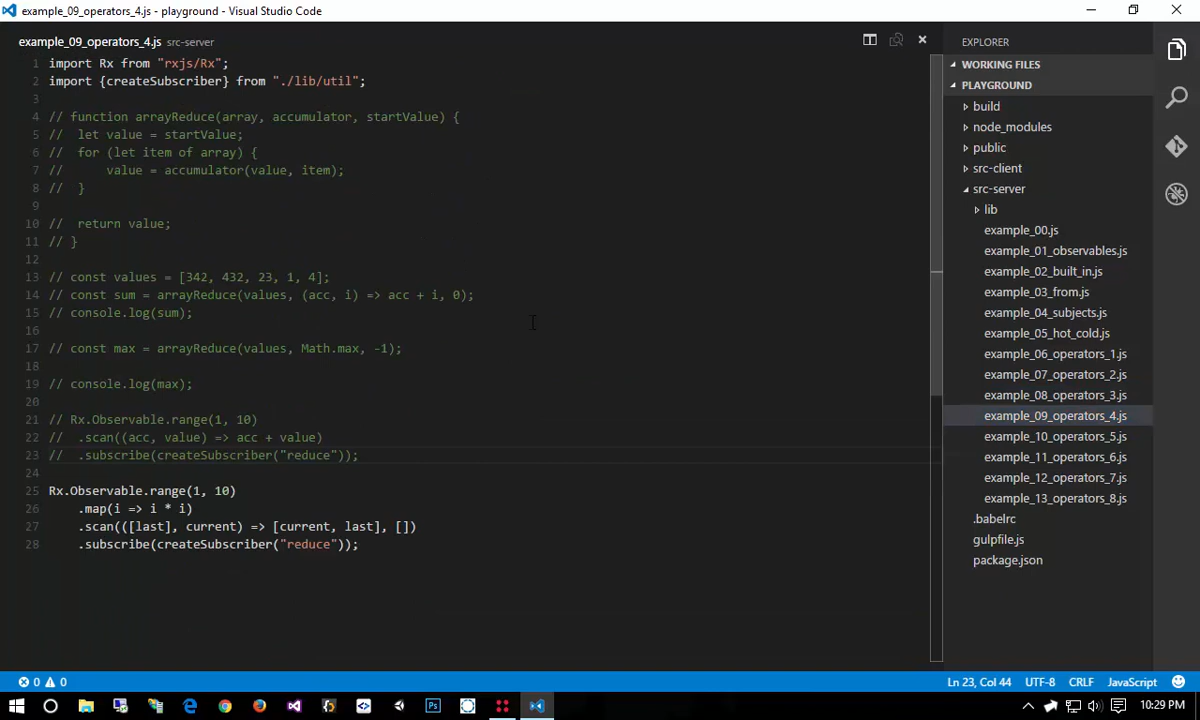 example_09_operators_4.js - playground - Visual Studio Code
example_09_operators_4.js src-server
1 import Rx from "rxjs/Rx";
2 import {createSubscriber} from "./lib/util";
3
4 // function arrayReduce(array, accumulator, startValue) {
5 //  let value = startValue;
6 //  for (let item of array) {
7 //      value = accumulator(value, item);
8 //  }
9
10 //  return value;
11 // }
12
13 // const values = [342, 432, 23, 1, 4];
14 // const sum = arrayReduce(values, (acc, i) => acc + i, 0);
15 // console.log(sum);
16
17 // const max = arrayReduce(values, Math.max, -1);
18
19 // console.log(max);
20
21 // Rx.Observable.range(1, 10)
22 //  .scan((acc, value) => acc + value)
23 //  .subscribe(createSubscriber("reduce"));
24
25 Rx.Observable.range(1, 10)
26     .map(i => i * i)
27     .scan(([last], current) => [current, last], [])
28     .subscribe(createSubscriber("reduce"));
EXPLORER
WORKING FILES
PLAYGROUND
build
node_modules
public
src-client
src-server
lib
example_00.js
example_01_observables.js
example_02_built_in.js
example_03_from.js
example_04_subjects.js
example_05_hot_cold.js
example_06_operators_1.js
example_07_operators_2.js
example_08_operators_3.js
example_09_operators_4.js
example_10_operators_5.js
example_11_operators_6.js
example_12_operators_7.js
example_13_operators_8.js
.babelrc
gulpfile.js
package.json
0 0
Ln 23, Col 44 UTF-8 CRLF JavaScript
Ps
10:29 PM